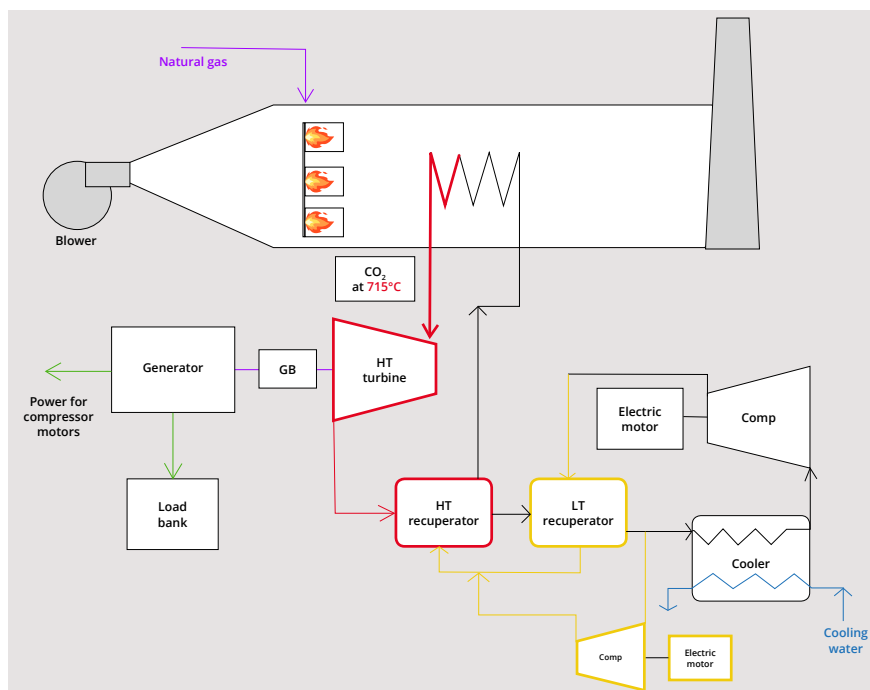 Natural gas
Blower
CO₂
at 715°C
Generator
GB
HT
turbine
Power for
compressor
motors
Electric
motor
Comp
Load
bank
HT
recuperator
LT
recuperator
Cooler
Cooling
water
Comp
Electric
motor